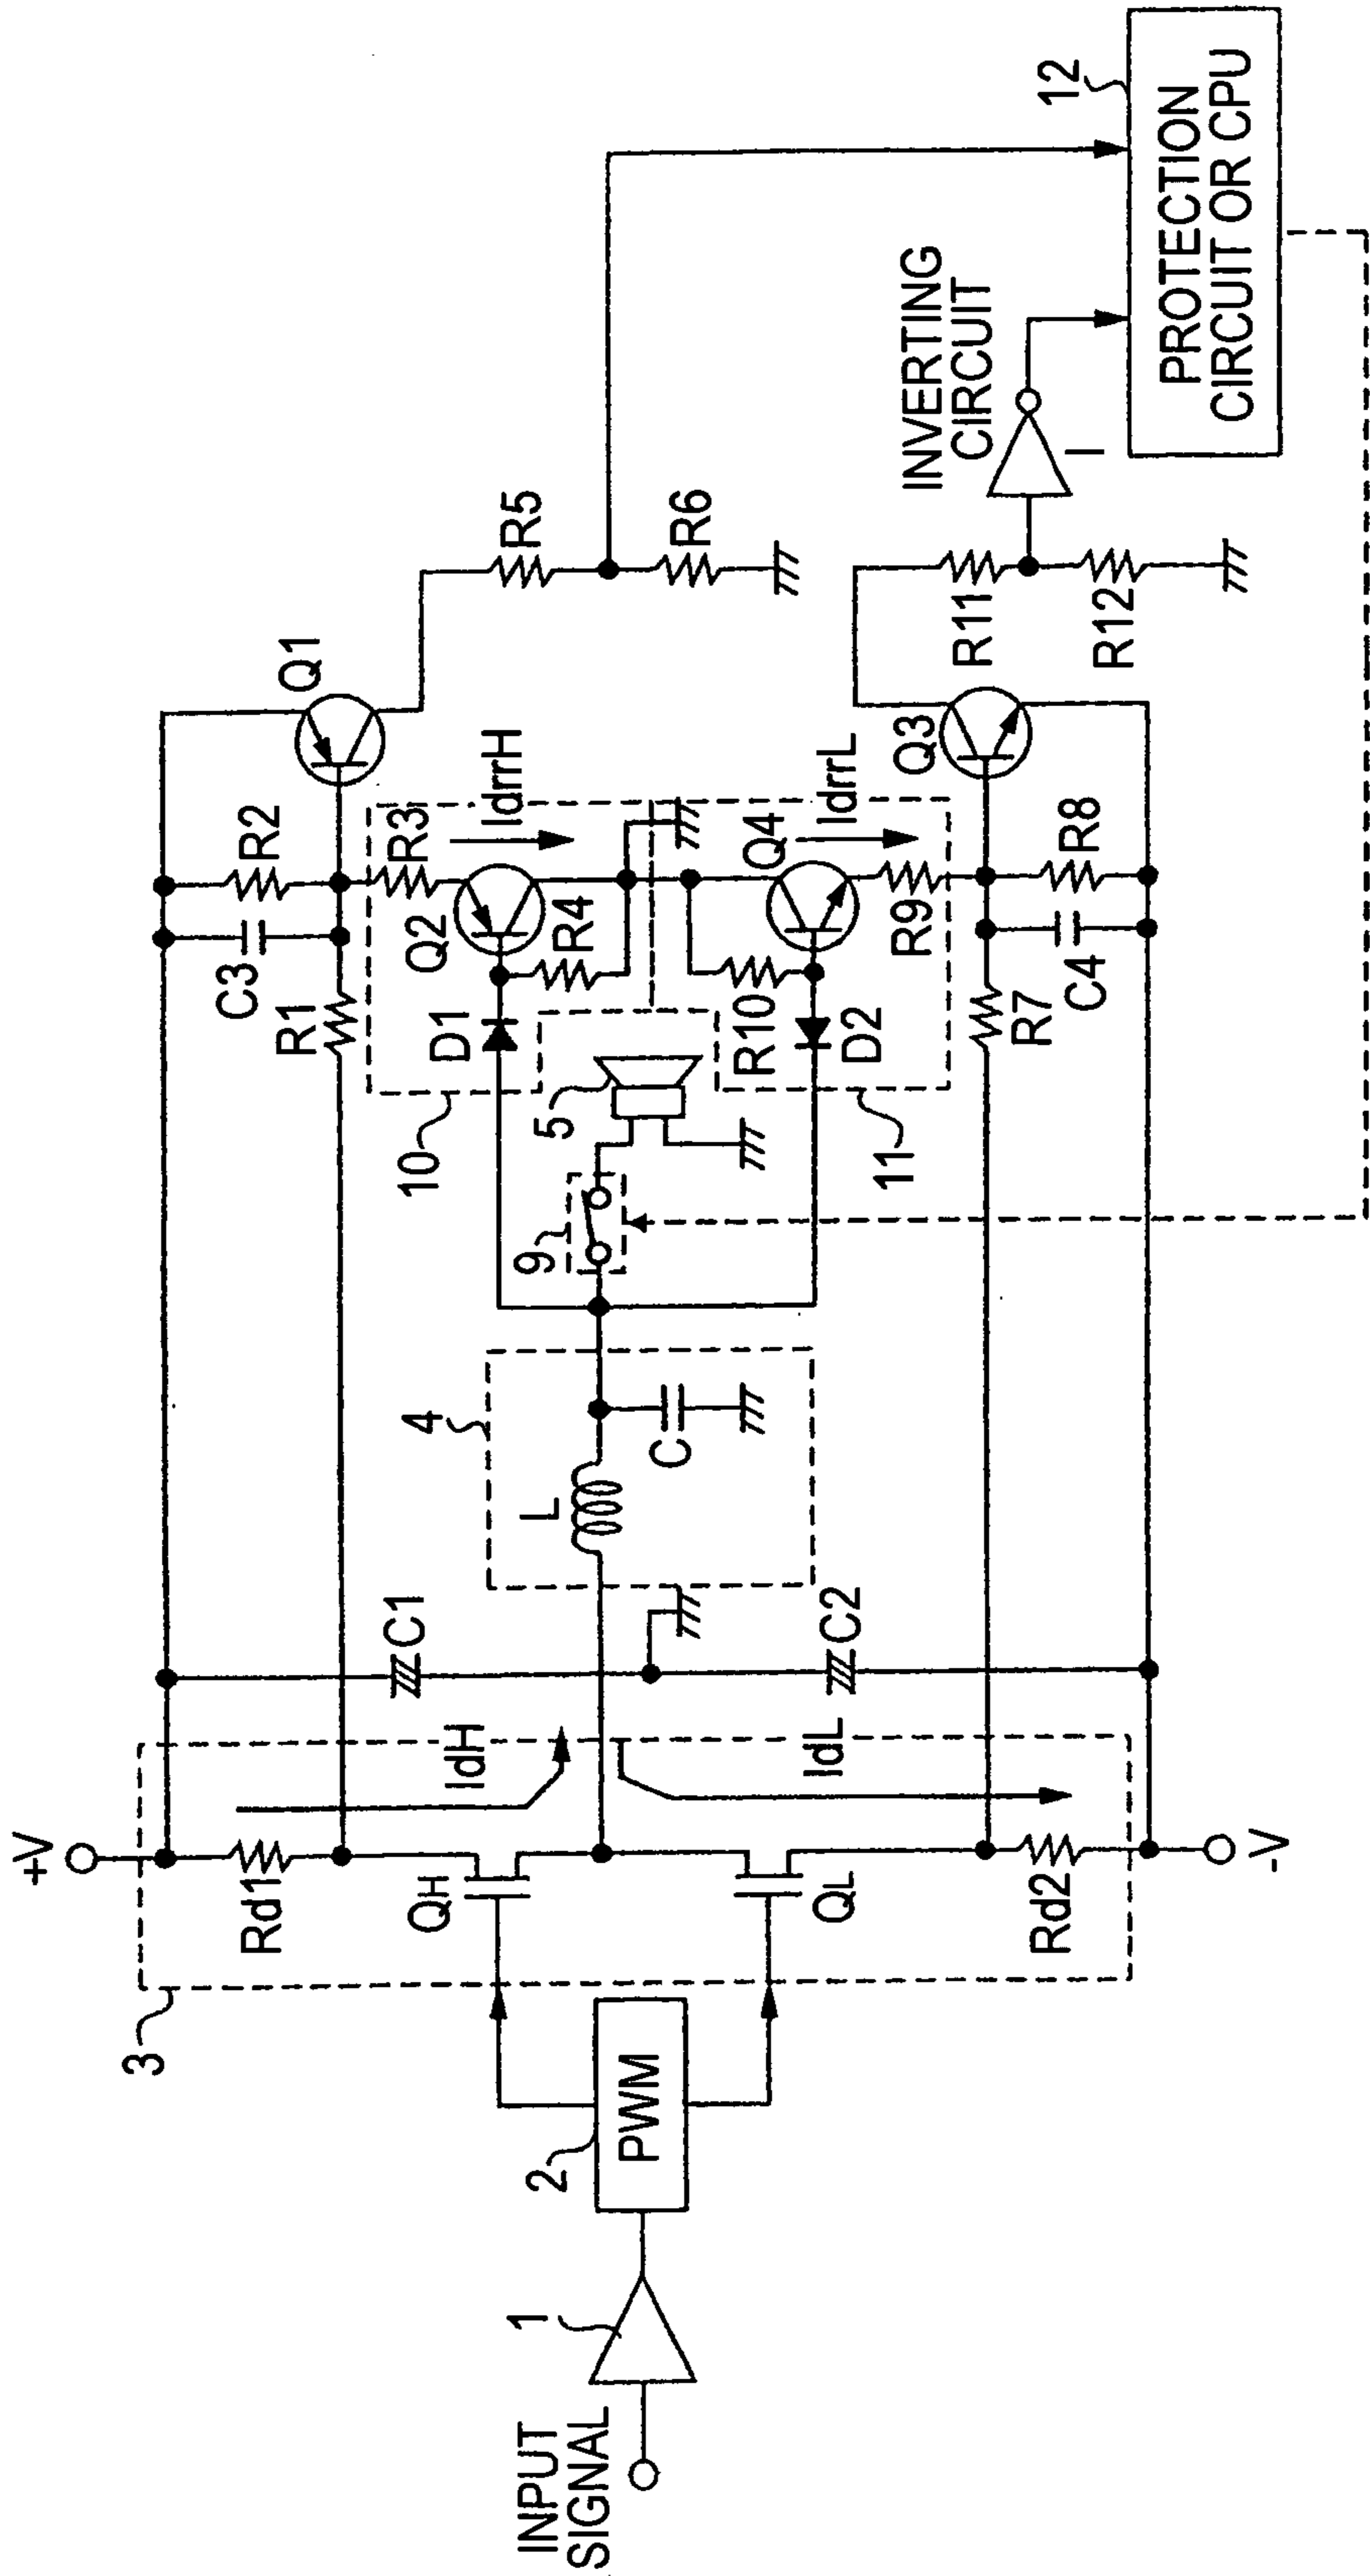 +V
3
Rd1
QH
IdH
C1
C3
R2
R1
Q1
R3
IdrrH
Q2
R4
D1
10
R5
R6
12
PROTECTION
CIRCUIT OR CPU
INPUT
SIGNAL
1
2
PWM
4
L
C
9
5
INVERTING
CIRCUIT
I
QL
IdL
C2
Rd2
-V
R10
D2
11
Q4
IdrrL
R9
Q3
R7
C4
R8
R11
R12